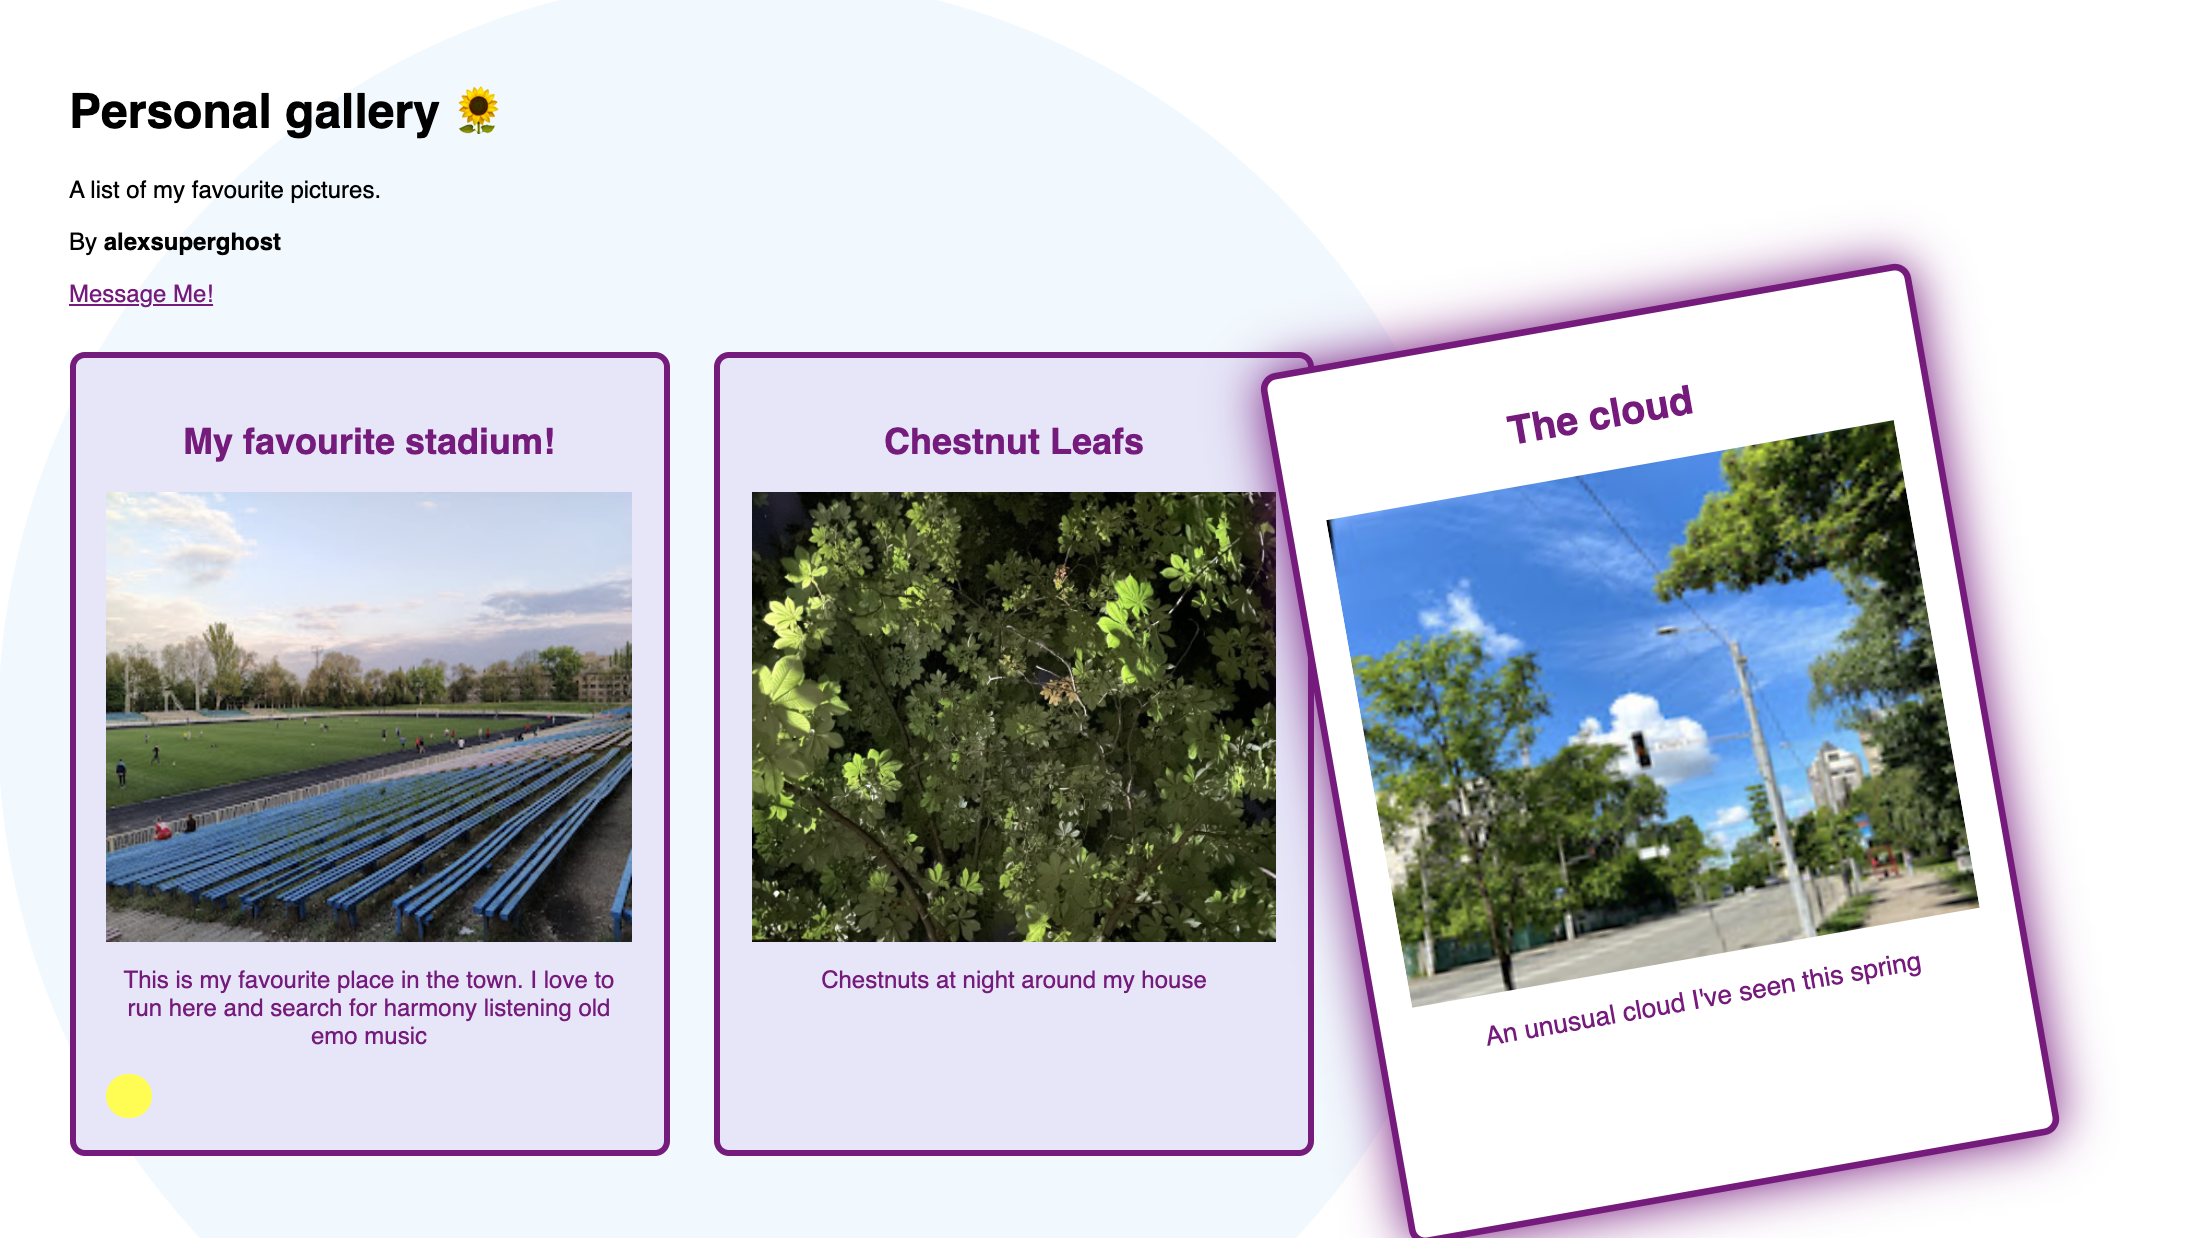 Personal gallery 🌻
A list of my favourite pictures.
By alexsuperghost
Message Me!
My favourite stadium!
This is my favourite place in the town. I love to
run here and search for harmony listening old
emo music
Chestnut Leafs
Chestnuts at night around my house
The cloud
An unusual cloud I've seen this spring